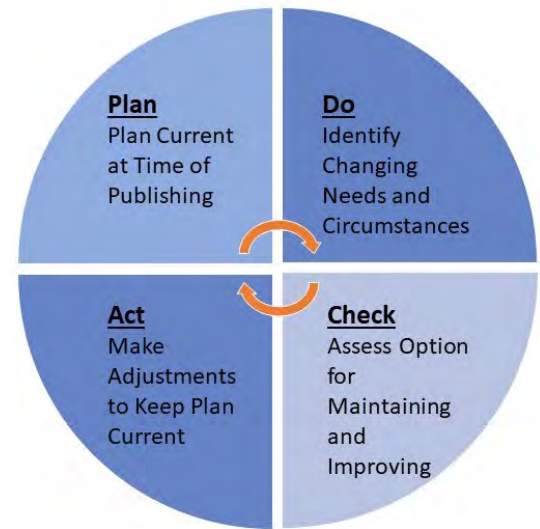 Plan
Plan Current
at Time of
Publishing
Do
Identify
Changing
Needs and
Circumstances
Act
Make
Adjustments
to Keep Plan
Current
Check
Assess Option
for
Maintaining
and
Improving